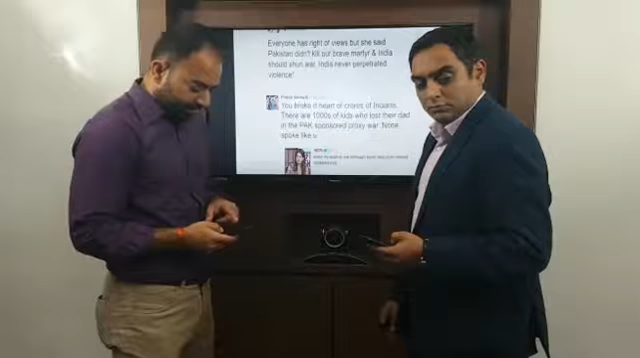 Everyone has right of views but she said
Pakistan didn't kill our brave martyr & India
should shun war, India never perpetrated
violence!
You broke d heart of crores of Indians.
There are 1000s of kids who lost their dad
in the PAK sponsored proxy war. None
spoke like u